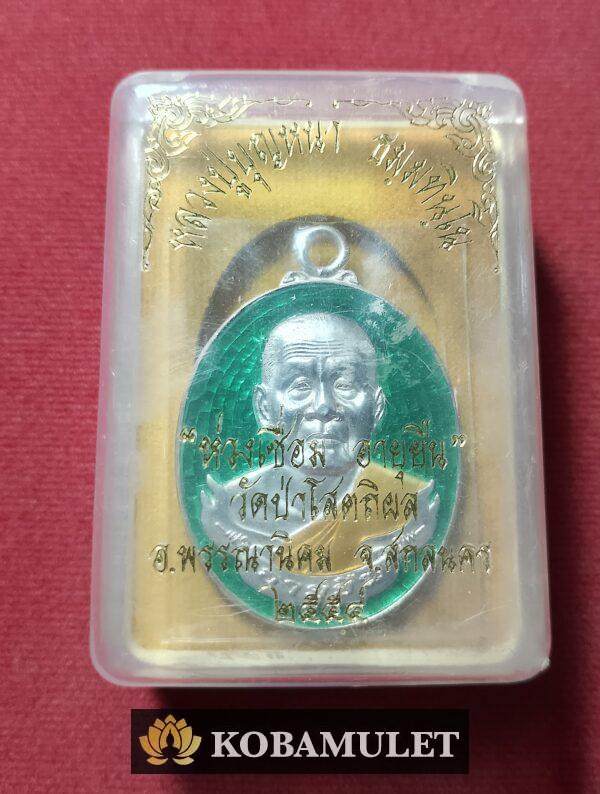 หลวงปู่บุญหนา ธมฺมทินฺโน
“ห่วงเชื่อม อายุยืน”
วัดป่าโสตถิผล
อ.พรรณานิคม จ.สกลนคร
๒๕๕๔
KOBAMULET